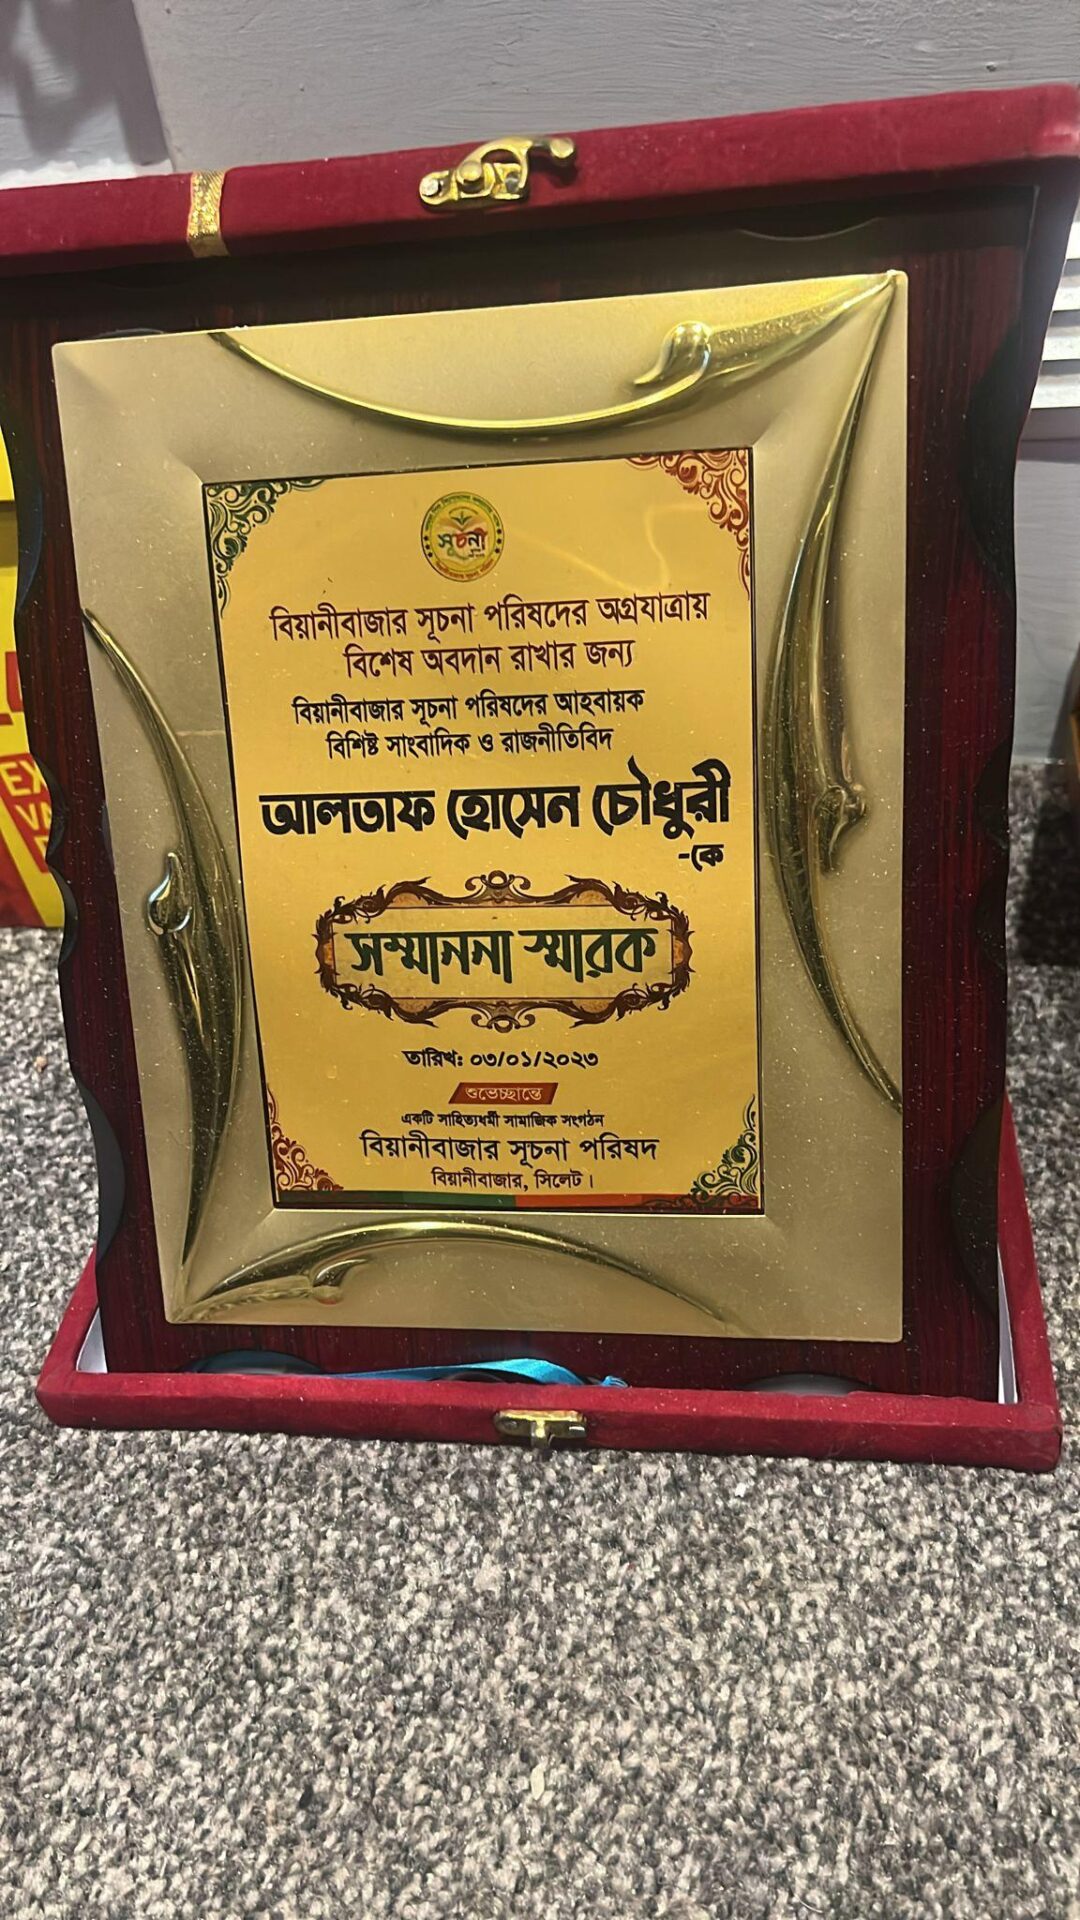 সূচনা
বিয়ানীবাজার সূচনা পরিষদের অগ্রযাত্রায়
বিশেষ অবদান রাখার জন্য
বিয়ানীবাজার সূচনা পরিষদের আহবায়ক
বিশিষ্ট সাংবাদিক ও রাজনীতিবিদ
আলতাফ হোসেন চৌধুরী
-কে
সম্মাননা স্মারক
তারিখ: ০৩/০১/২০২৩
শুভেচ্ছান্তে
একটি সাহিত্যধর্মী সামাজিক সংগঠন
বিয়ানীবাজার সূচনা পরিষদ
বিয়ানীবাজার, সিলেট।